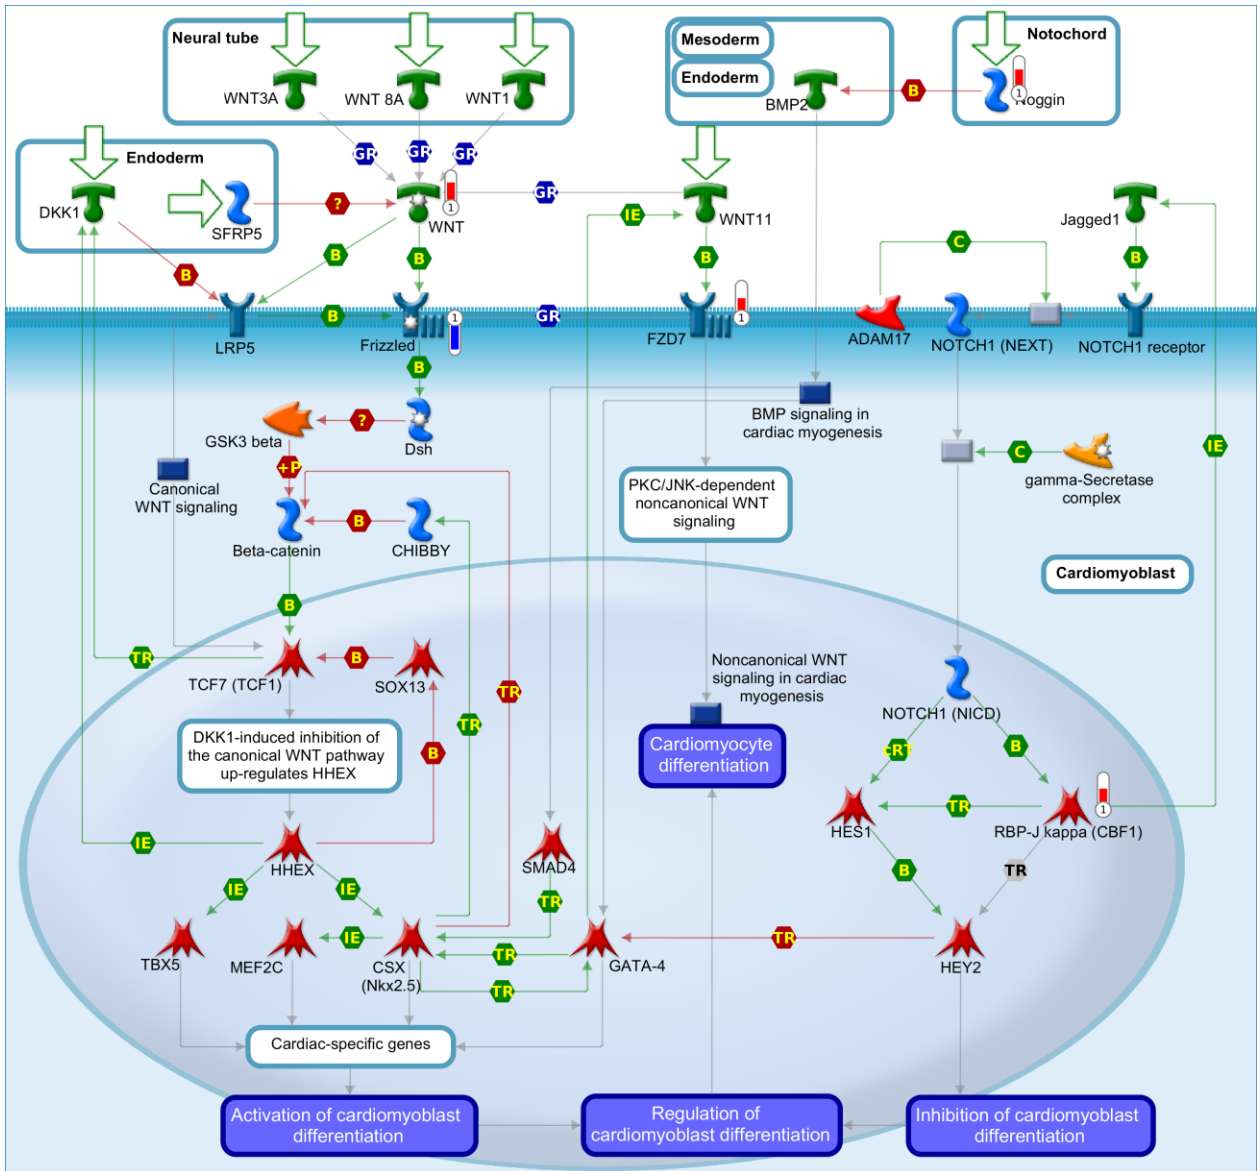 Neural tube
Mesoderm
Notochord
Endoderm
WNT3A
WNT 8A
WNT1
BMP2
B
Noggin
1
GR
GR
GR
Endoderm
DKK1
SFRP5
?
WNT
1
GR
IE
WNT11
Jagged1
C
B
B
B
B
B
LRP5
B
Frizzled
1
GR
FZD7
1
ADAM17
NOTCH1 (NEXT)
NOTCH1 receptor
B
GSK3 beta
?
Dsh
BMP signaling in
cardiac myogenesis
IE
+P
C
gamma-Secretase
complex
Canonical
WNT signaling
PKC/JNK-dependent
noncanonical WNT
signaling
B
Beta-catenin
CHIBBY
Cardiomyoblast
B
TR
B
TCF7 (TCF1)
SOX13
TR
Noncanonical WNT
signaling in cardiac
myogenesis
NOTCH1 (NICD)
TR
DKK1-induced inhibition of
the canonical WNT pathway
up-regulates HHEX
B
Cardiomyocyte
differentiation
cRT
B
1
TR
HES1
RBP-J kappa (CBF1)
IE
HHEX
SMAD4
B
TR
IE
IE
TR
TBX5
MEF2C
IE
CSX
(Nkx2.5)
TR
GATA-4
TR
HEY2
TR
Cardiac-specific genes
Activation of cardiomyoblast
differentiation
Regulation of
cardiomyoblast differentiation
Inhibition of cardiomyoblast
differentiation